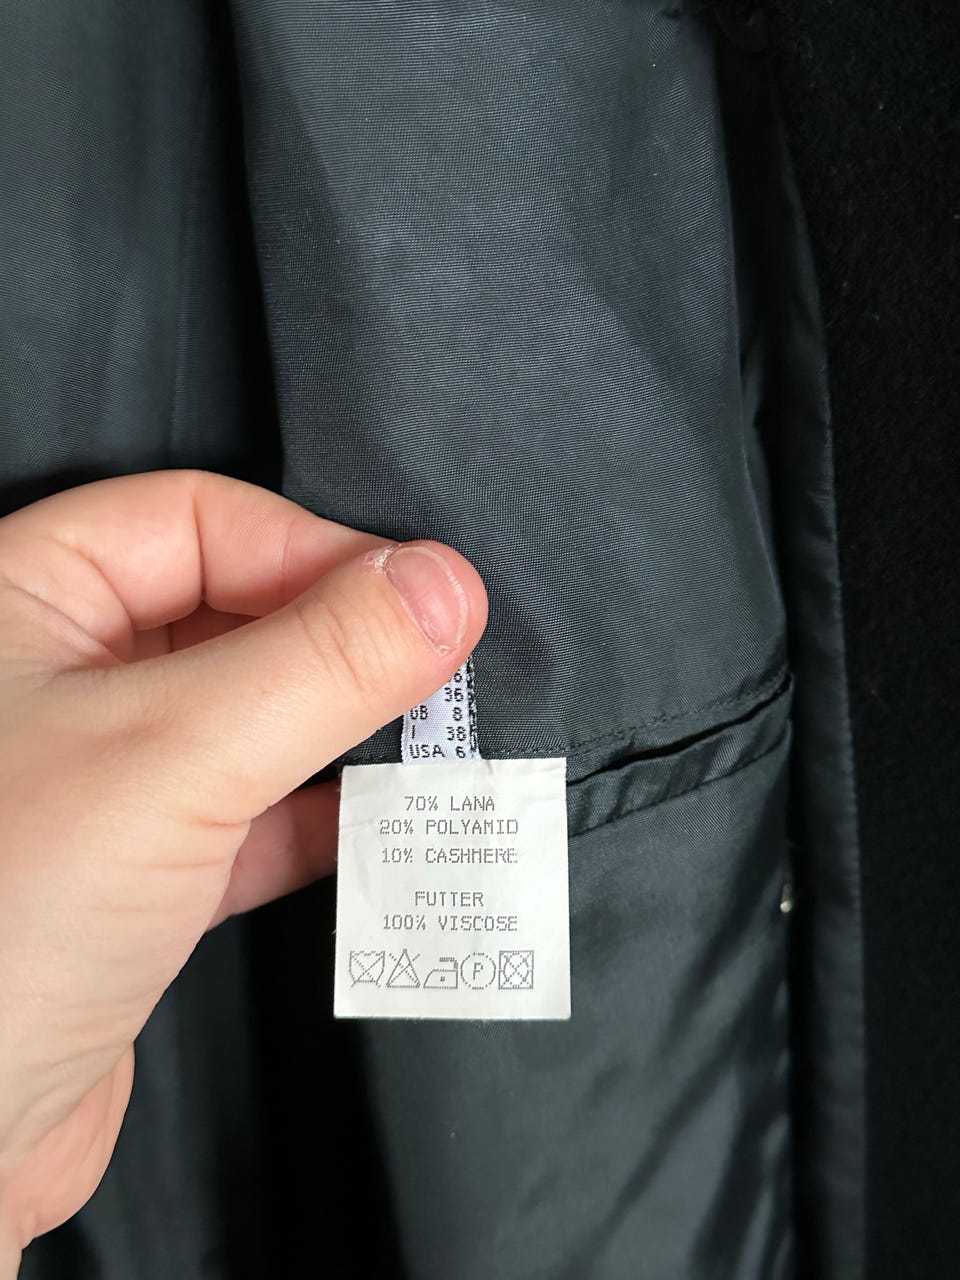 36
GB 8
I 38
USA 6
70% LANA
20% POLYAMID
10% CASHMERE
FUTTER
100% VISCOSE
P